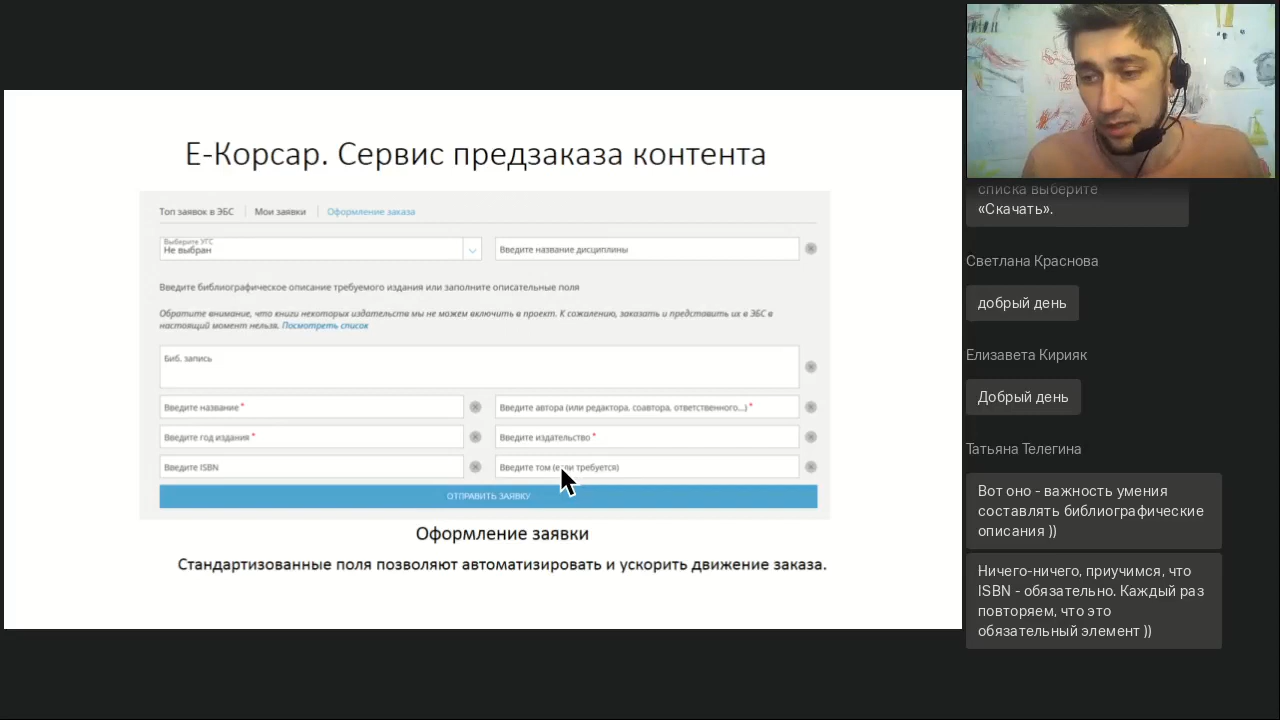 Е-Корсар. Сервис предзаказа контента
Топ заявок в ЭБС Мои заявки Оформление заказа
Выберите УГС
Не выбран
Введите название дисциплины
Введите библиографическое описание требуемого издания или заполните описательные поля
Обратите внимание, что книги некоторых издательств мы не можем включить в проект. К сожалению, заказать и представить их в ЭБС в
настоящий момент нельзя. Посмотреть список
Биб. запись
Введите название *
Введите автора (или редактора, соавтора, ответственного...) *
Введите год издания *
Введите издательство *
Введите ISBN
Введите том (если требуется)
ОТПРАВИТЬ ЗАЯВКУ
Оформление заявки
Стандартизованные поля позволяют автоматизировать и ускорить движение заказа.
списка выберите
«Скачать».
Светлана Краснова
добрый день
Елизавета Кирияк
Добрый день
Татьяна Телегина
Вот оно - важность умения
составлять библиографические
описания ))
Ничего-ничего, приучимся, что
ISBN - обязательно. Каждый раз
повторяем, что это
обязательный элемент ))